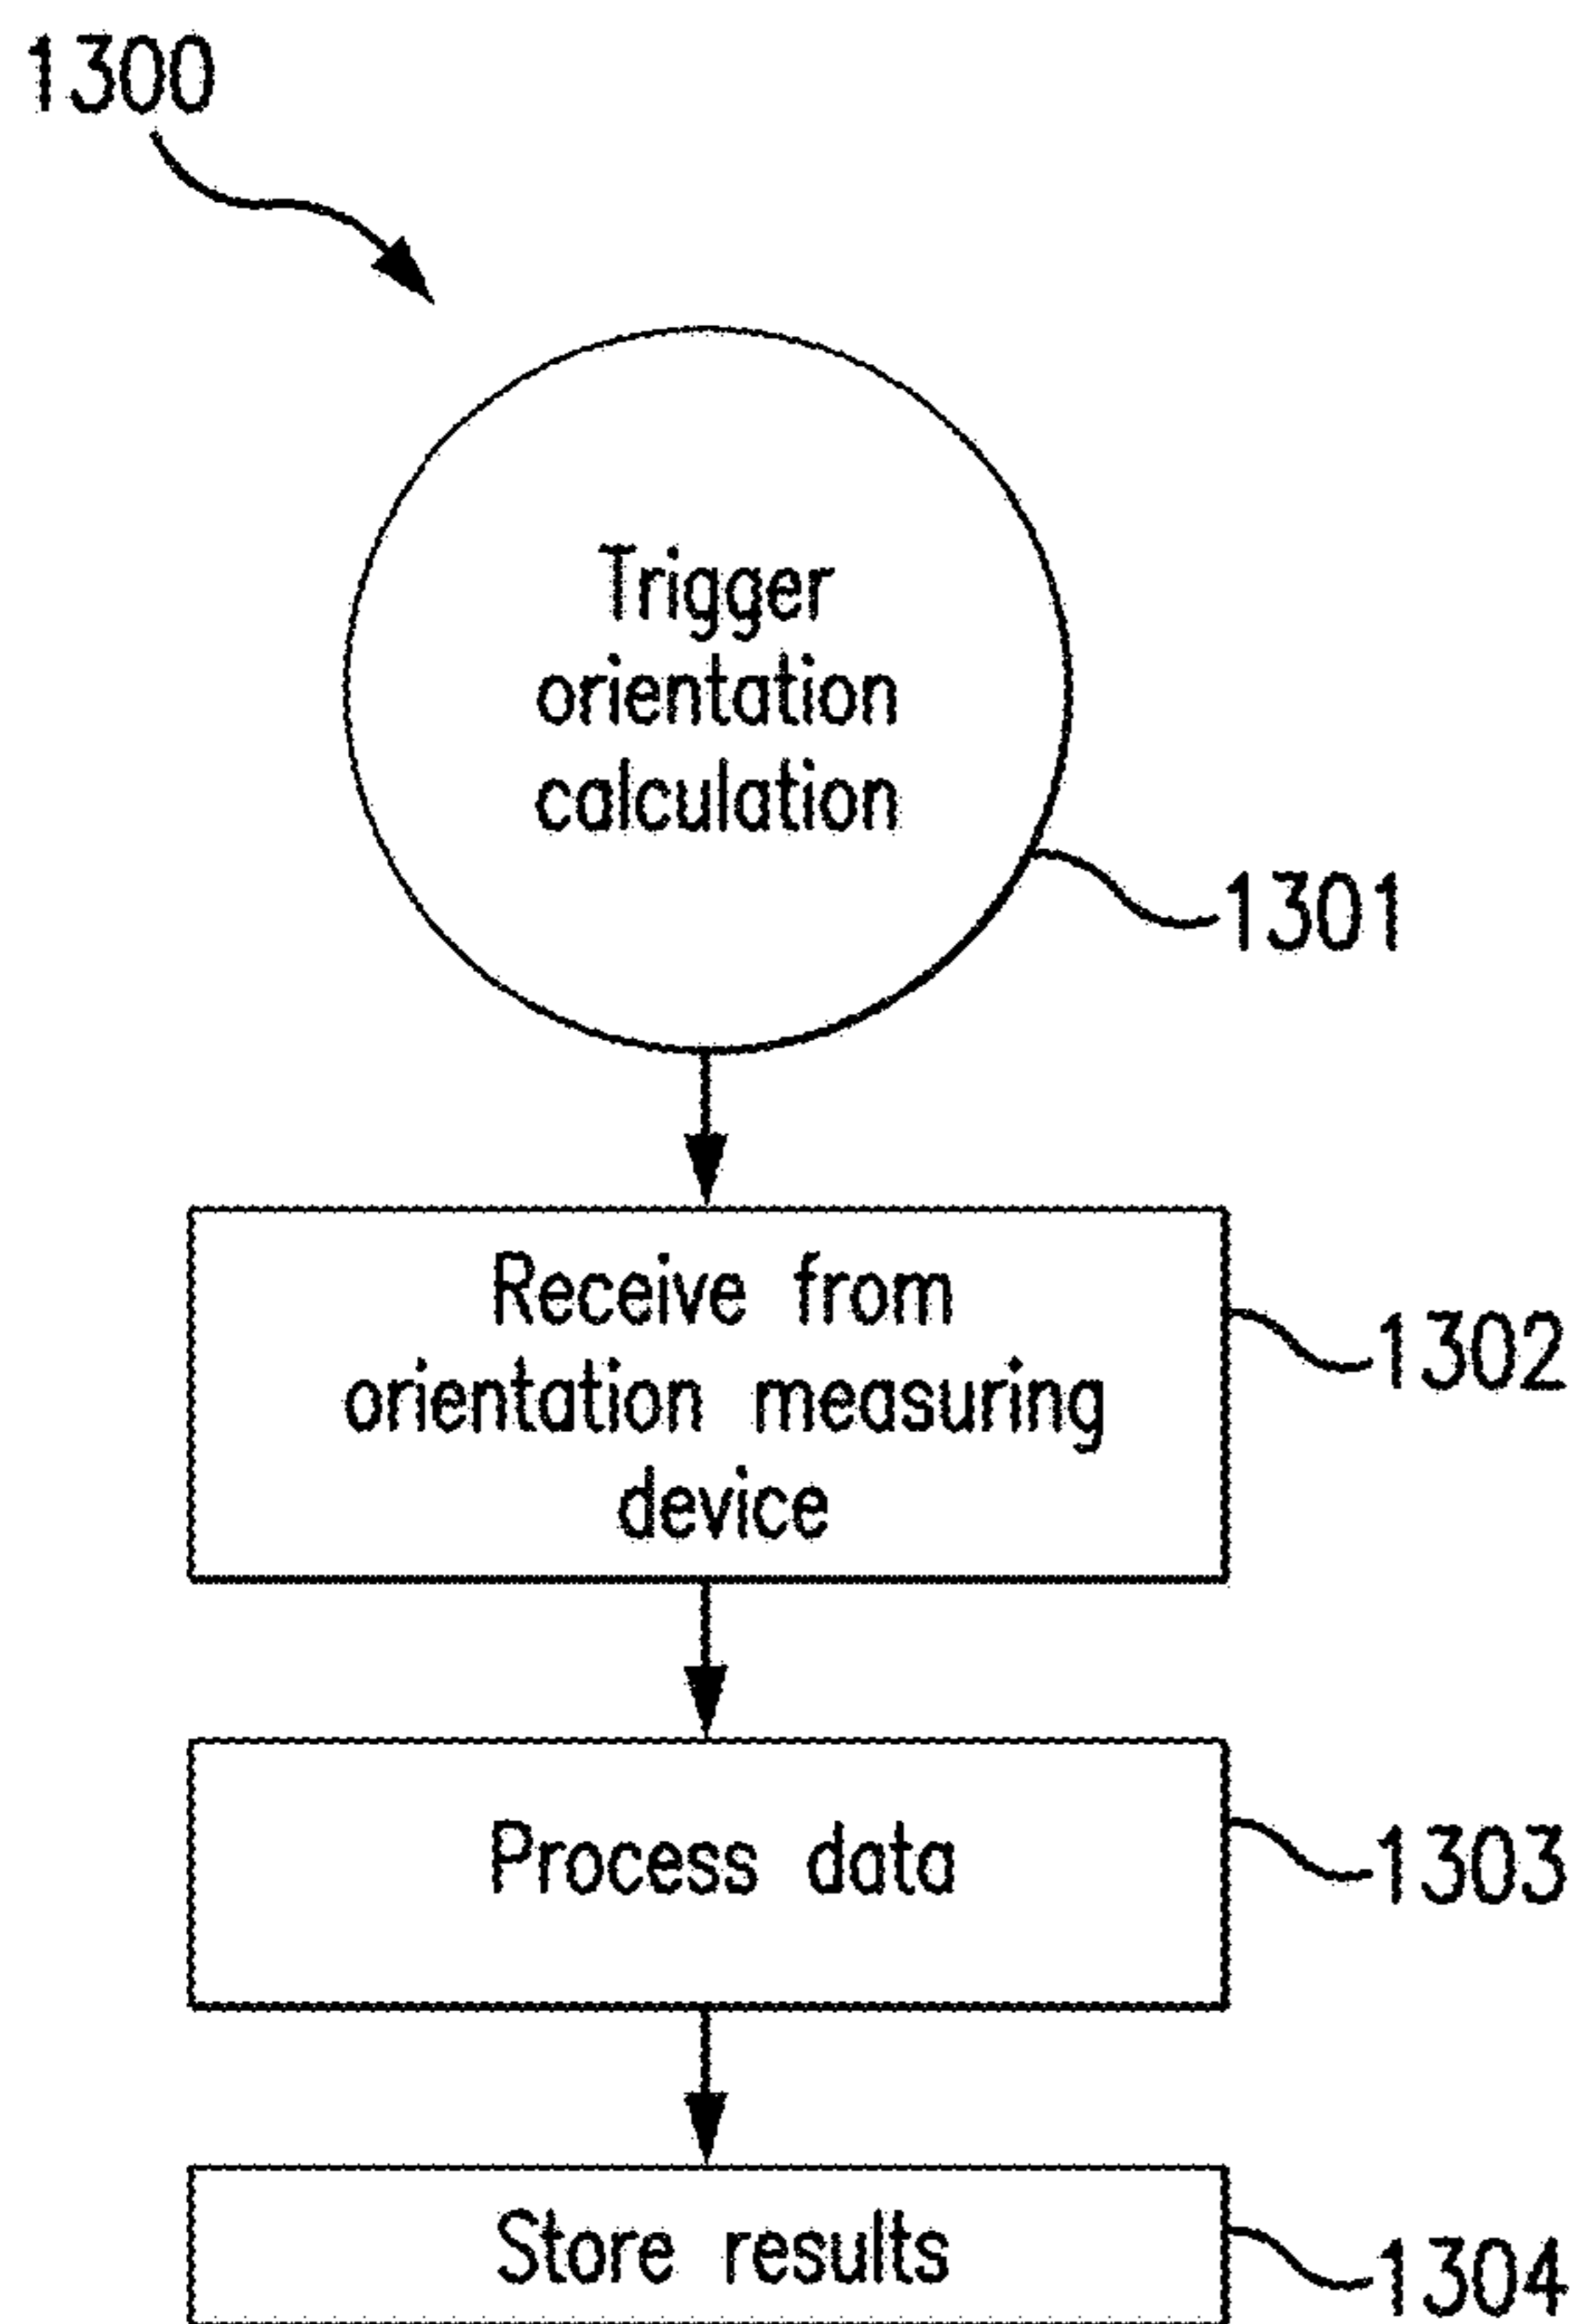 1300
Trigger
orientation
calculation
1301
Receive from
orientation measuring
device
1302
Process data
1303
Store results
1304